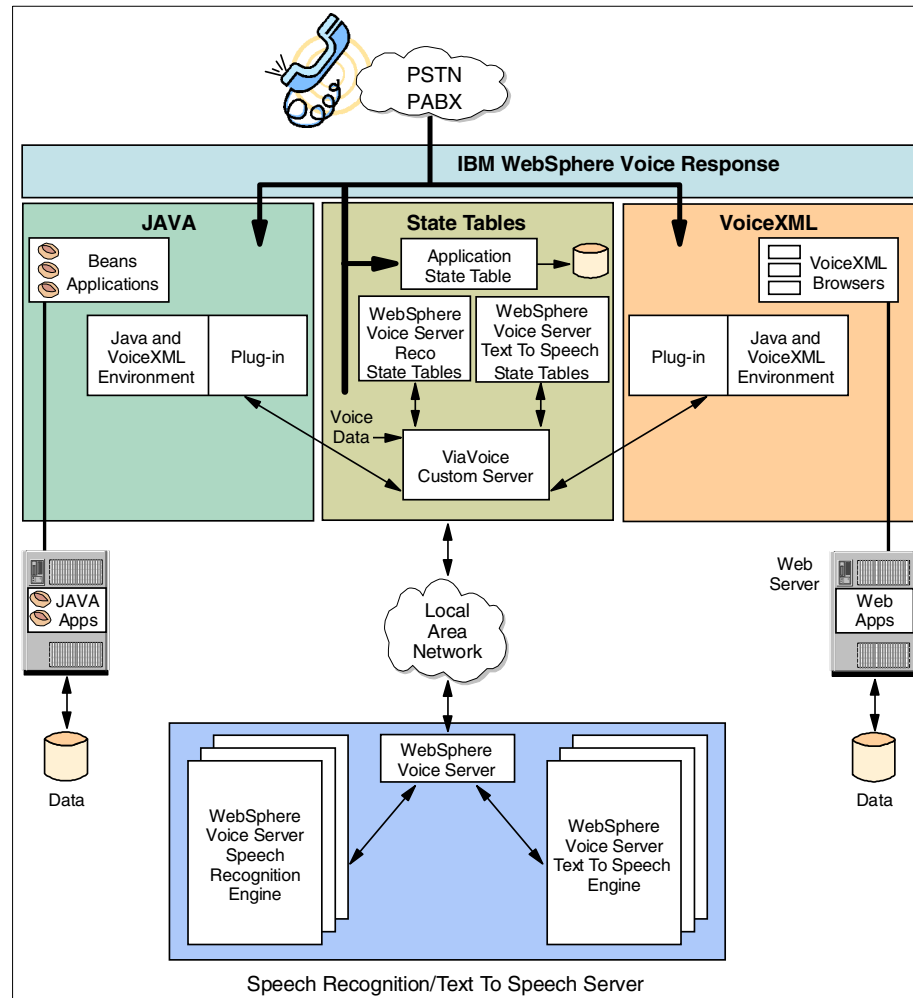 PSTN
PABX
IBM WebSphere Voice Response
JAVA
State Tables
VoiceXML
Beans
Applications
Application
State Table
VoiceXML
Browsers
WebSphere
Voice Server
Reco
State Tables
WebSphere
Voice Server
Text To Speech
State Tables
Java and
VoiceXML
Environment
Plug-in
Plug-in
Java and
VoiceXML
Environment
Voice
Data
ViaVoice
Custom Server
JAVA
Apps
Local
Area
Network
Web
Server
Web
Apps
Data
WebSphere
Voice Server
Data
WebSphere
Voice Server
Speech
Recognition
Engine
WebSphere
Voice Server
Text To Speech
Engine
Speech Recognition/Text To Speech Server